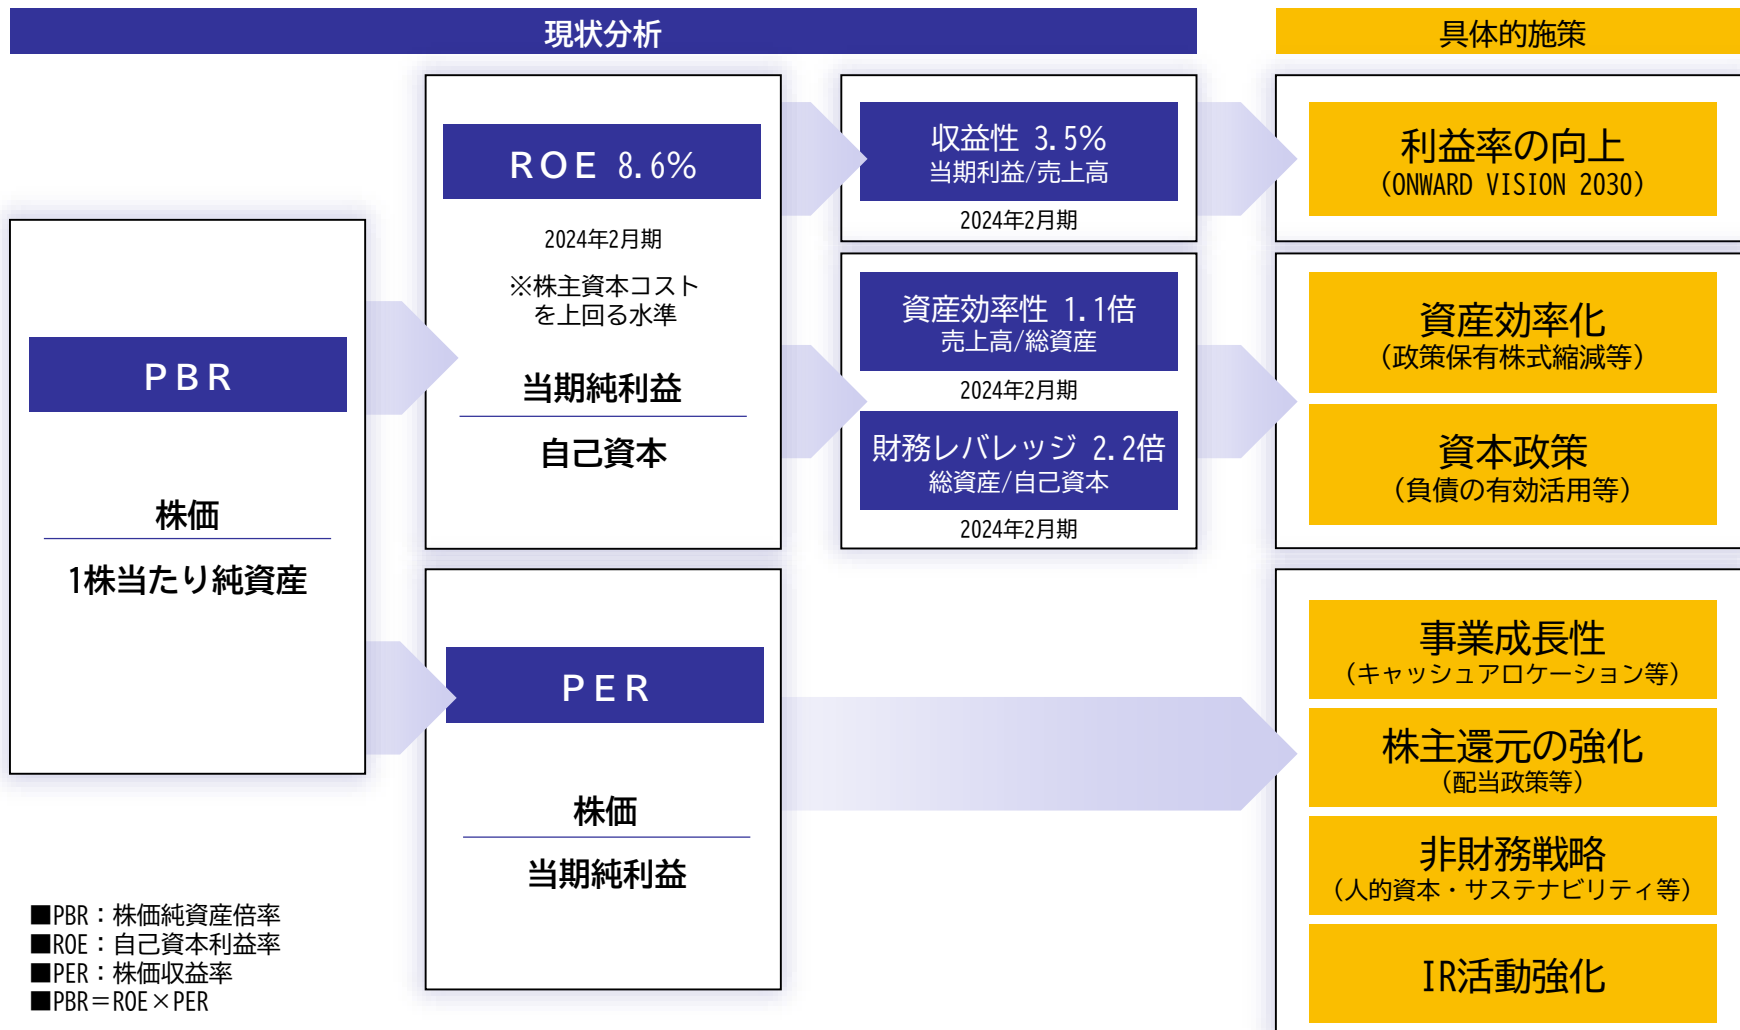 現状分析
具体的施策
PBR
株価
1株当たり純資産
ROE 8.6%
2024年2月期
※株主資本コスト
を上回る水準
当期純利益
自己資本
収益性 3.5%
当期利益/売上高
2024年2月期
資産効率性 1.1倍
売上高/総資産
2024年2月期
財務レバレッジ 2.2倍
総資産/自己資本
2024年2月期
利益率の向上
(ONWARD VISION 2030)
資産効率化
(政策保有株式縮減等)
資本政策
(負債の有効活用等)
PER
株価
当期純利益
事業成長性
(キャッシュアロケーション等)
株主還元の強化
(配当政策等)
非財務戦略
(人的資本・サステナビリティ等)
IR活動強化
■PBR：株価純資産倍率
■ROE：自己資本利益率
■PER：株価収益率
■PBR＝ROE×PER